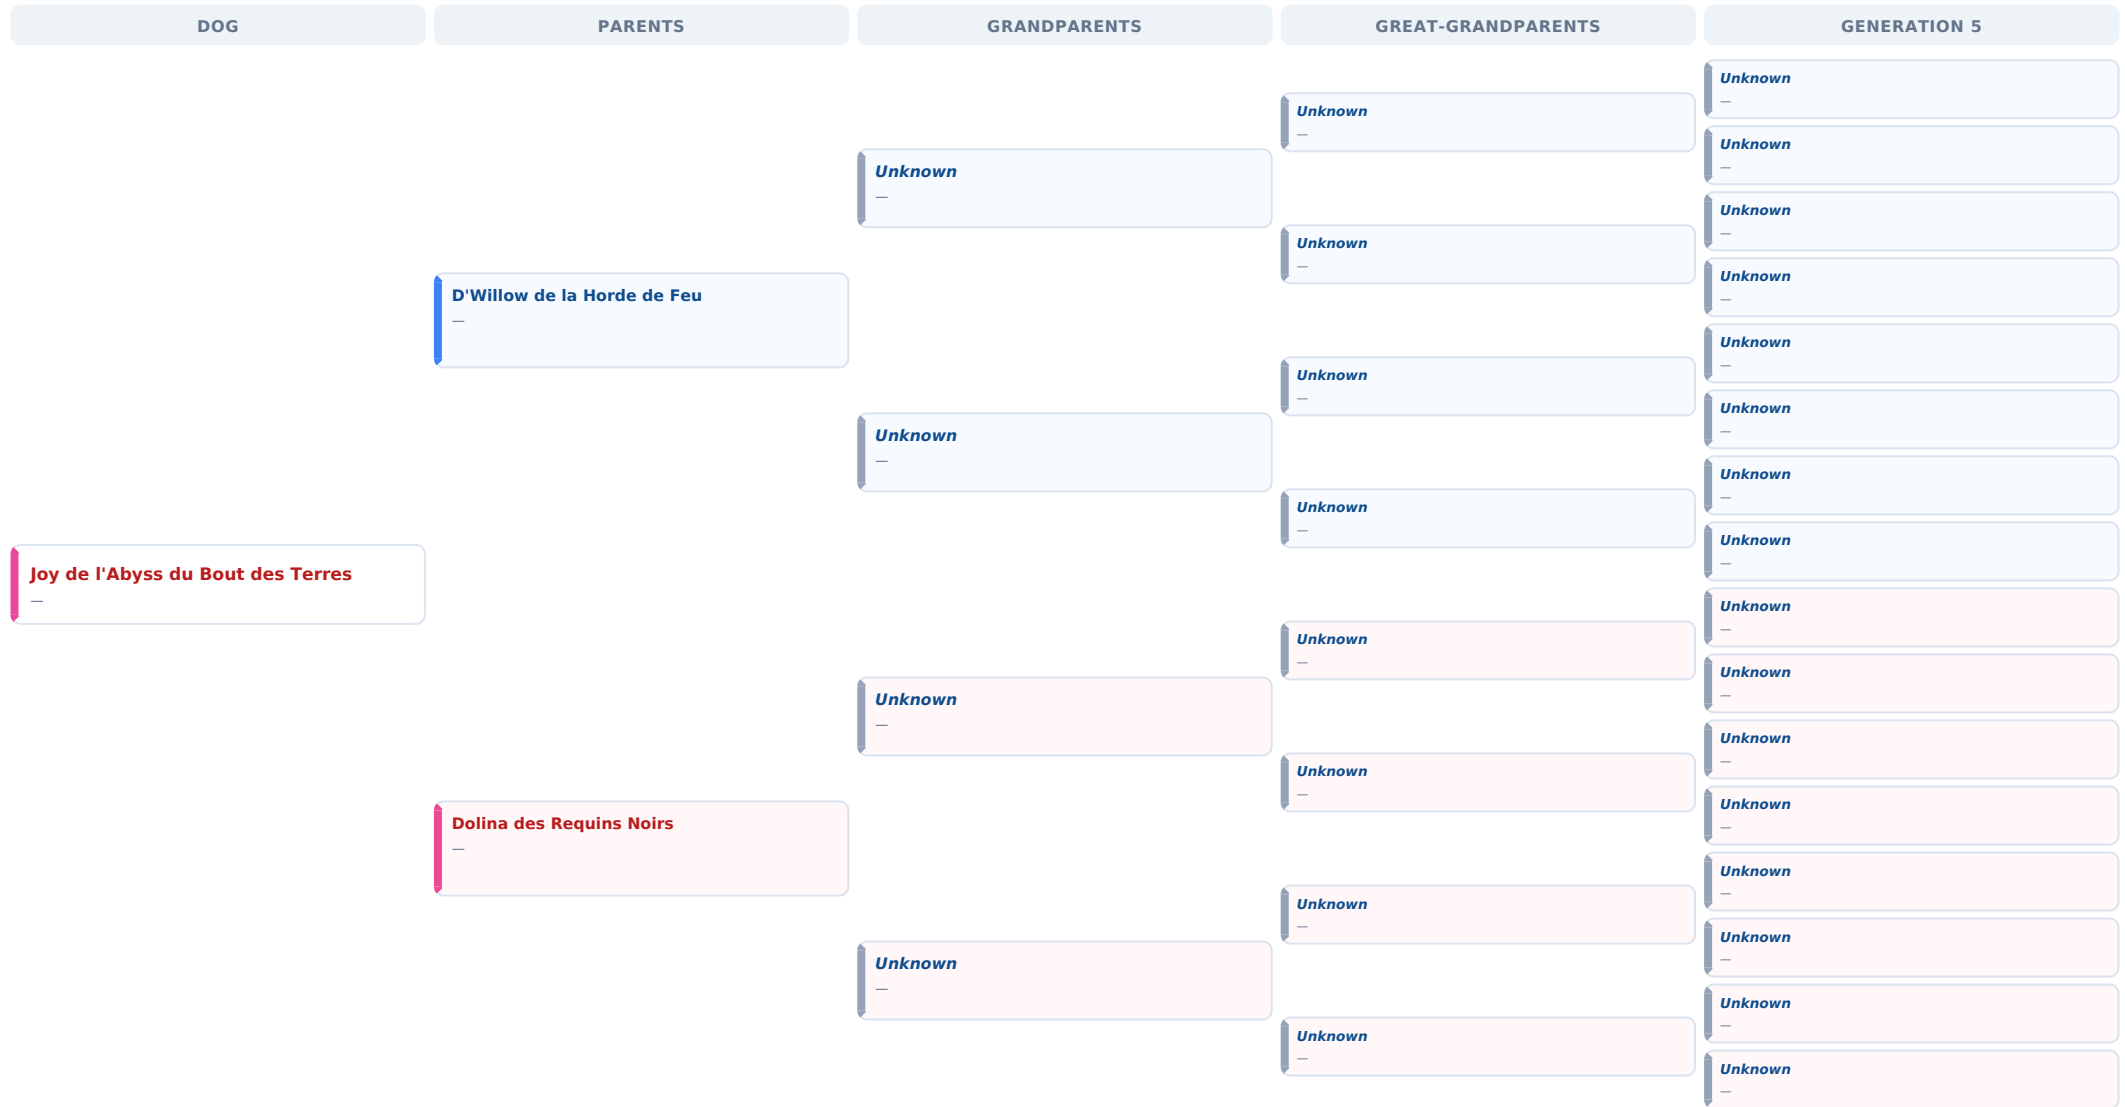 DOG
PARENTS
GRANDPARENTS
GREAT-GRANDPARENTS
GENERATION 5
Joy de l'Abyss du Bout des Terres
—
D'Willow de la Horde de Feu
—
Dolina des Requins Noirs
—
Unknown
—
Unknown
—
Unknown
—
Unknown
—
Unknown
—
Unknown
—
Unknown
—
Unknown
—
Unknown
—
Unknown
—
Unknown
—
Unknown
—
Unknown
—
Unknown
—
Unknown
—
Unknown
—
Unknown
—
Unknown
—
Unknown
—
Unknown
—
Unknown
—
Unknown
—
Unknown
—
Unknown
—
Unknown
—
Unknown
—
Unknown
—
Unknown
—